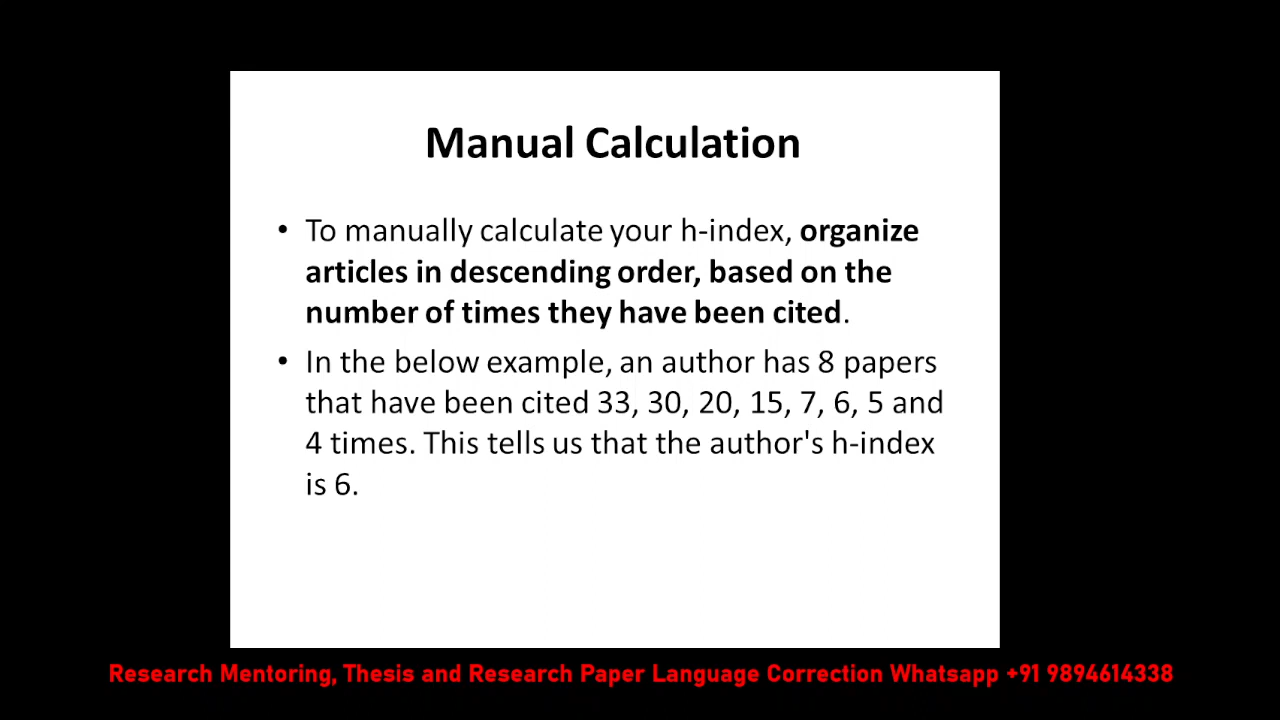 Manual Calculation
• To manually calculate your h-index, organize
articles in descending order, based on the
number of times they have been cited.
• In the below example, an author has 8 papers
that have been cited 33, 30, 20, 15, 7, 6, 5 and
4 times. This tells us that the author's h-index
is 6.
Research Mentoring, Thesis and Research Paper Language Correction Whatsapp +91 9894614338